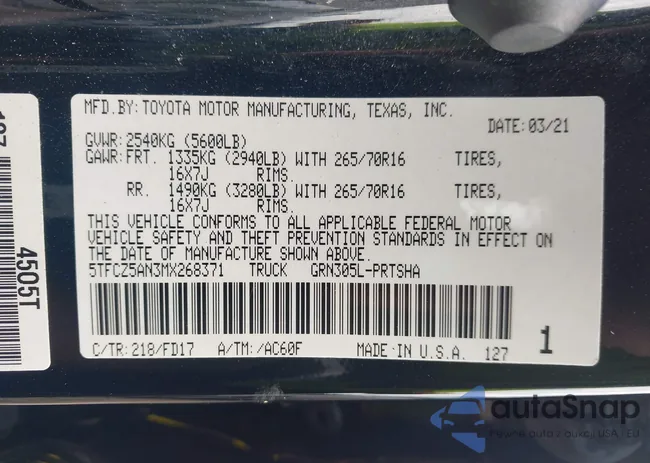 MFD.BY: TOYOTA MOTOR MANUFACTURING, TEXAS, INC.
DATE: 03/21
GVWR: 2540KG (5600LB)
GAWR: FRT. 1335KG (2940LB) WITH 265/70R16 TIRES,
16X7J RIMS.
RR. 1490KG (3280LB) WITH 265/70R16 TIRES,
16X7J RIMS.
THIS VEHICLE CONFORMS TO ALL APPLICABLE FEDERAL MOTOR
VEHICLE SAFETY AND THEFT PREVENTION STANDARDS IN EFFECT ON
THE DATE OF MANUFACTURE SHOWN ABOVE.
5TFCZ5AN3MX268371 TRUCK GRN305L-PRTSHA
1
C/TR: 218/FD17 A/TM: /AC60F MADE IN U.S.A. 127
4505T
autoSnap